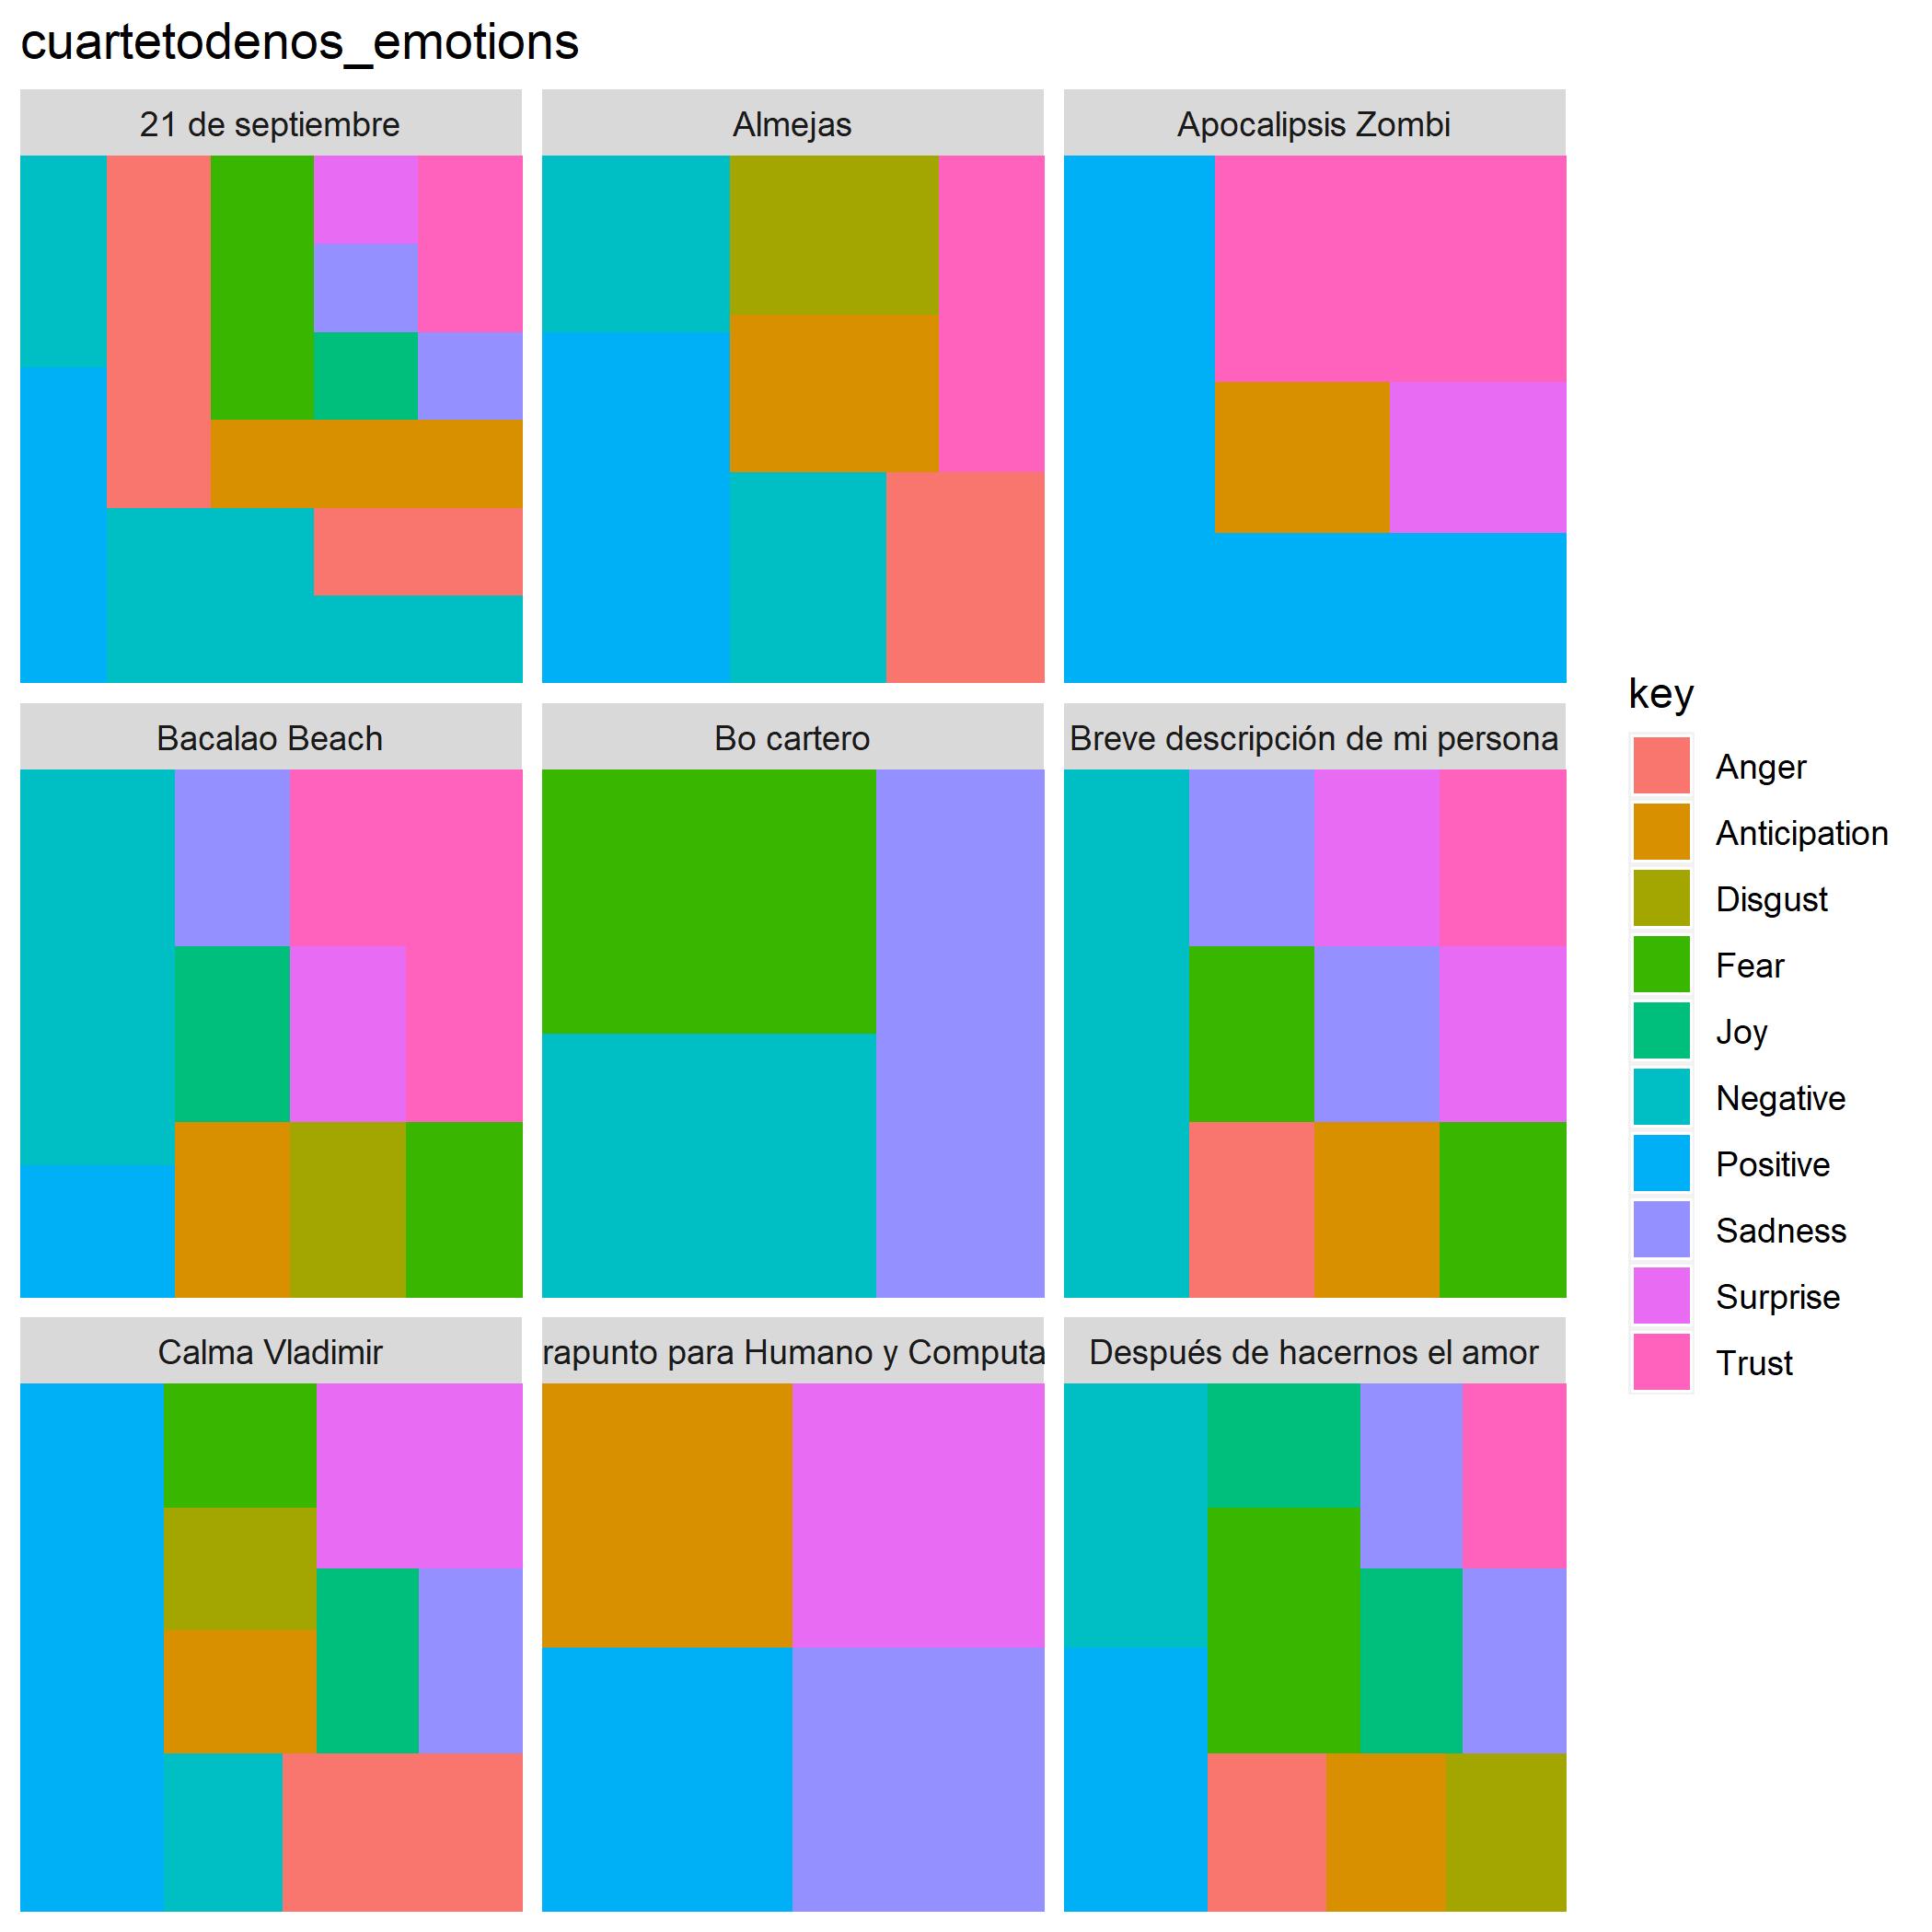 cuartetodenos_emotions
21 de septiembre
Almejas
Apocalipsis Zombi
Bacalao Beach
Bo cartero
Breve descripción de mi persona
Calma Vladimir
rapunto para Humano y Computa
Después de hacernos el amor
key
Anger
Anticipation
Disgust
Fear
Joy
Negative
Positive
Sadness
Surprise
Trust